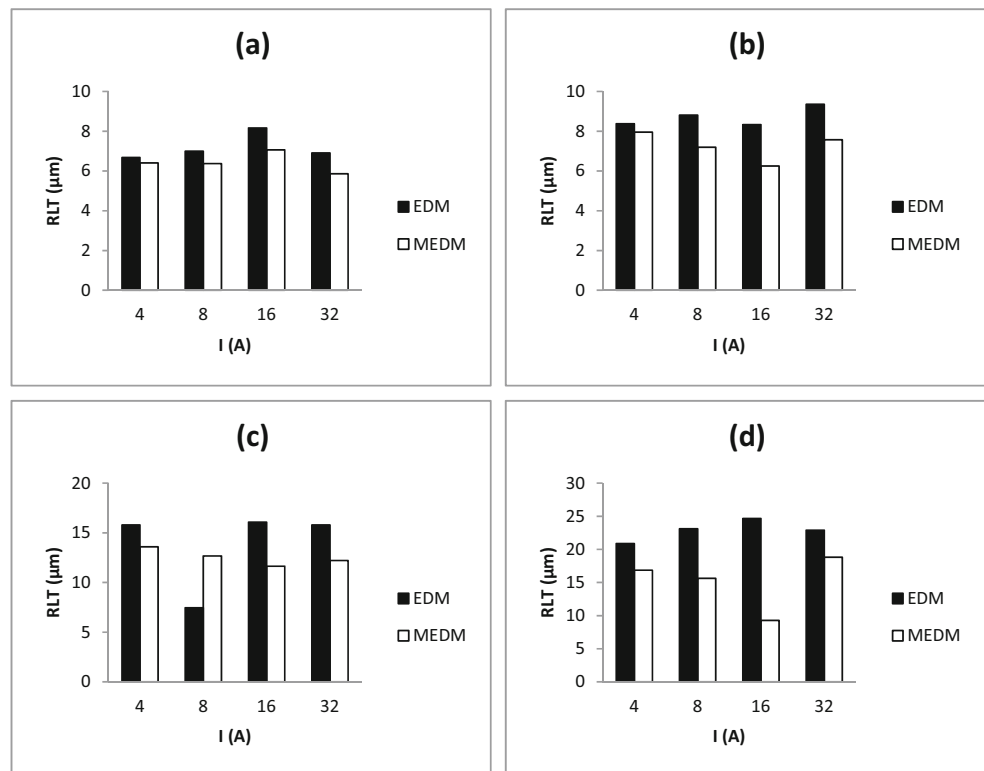 (a)
10
8
6
4
2
0
RLT (µm)
4 8 16 32
I (A)
EDM
MEDM
(b)
10
8
6
4
2
0
RLT (µm)
4 8 16 32
I (A)
EDM
MEDM
(c)
20
15
10
5
0
RLT (µm)
4 8 16 32
I (A)
EDM
MEDM
(d)
30
25
20
15
10
5
0
RLT (µm)
4 8 16 32
I (A)
EDM
MEDM